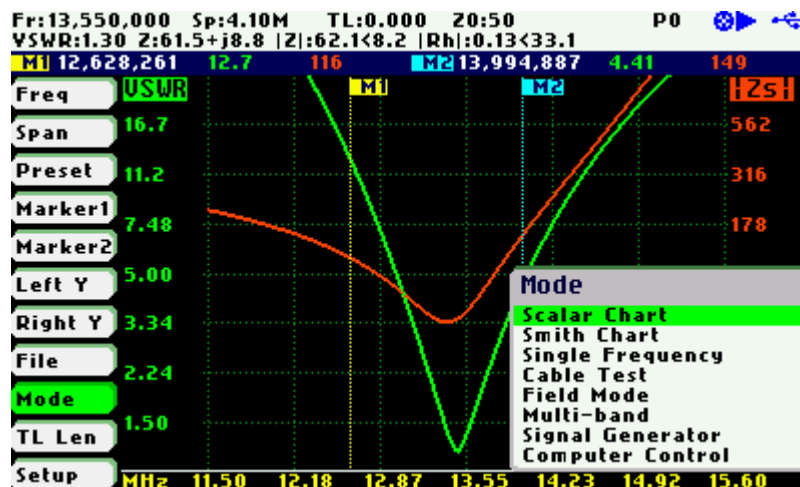 Fr:13,550,000 Sp:4.10M TL:0.000 20:50 P0
VSWR:1.30 Z:61.5+j8.8 |Z|:62.1<8.2 |Rh|:0.13<33.1
M1 12,628,261 12.7 116 M2 13,994,887 4.41 149
Freq VSWR M1 M2 |Zs|
Span 16.7 562
Preset 11.2 316
Marker1
Marker2 7.48 178
Left Y 5.00 Mode
Right Y 3.34 Scalar Chart
Smith Chart
File Single Frequency
2.24 Cable Test
Mode Field Mode
1.50 Multi-band
TL Len Signal Generator
Computer Control
Setup MHz 11.50 12.18 12.87 13.55 14.23 14.92 15.60